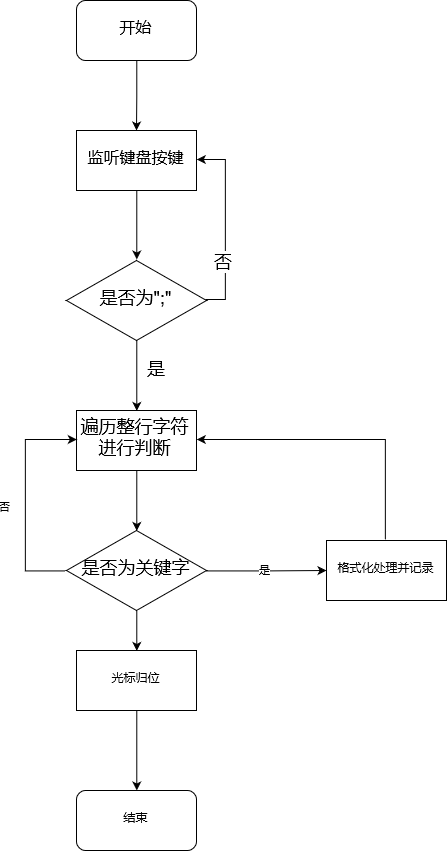 开始
监听键盘按键
否
是否为";"
是
遍历整行字符
进行判断
否
是否为关键字
是
格式化处理并记录
光标归位
结束